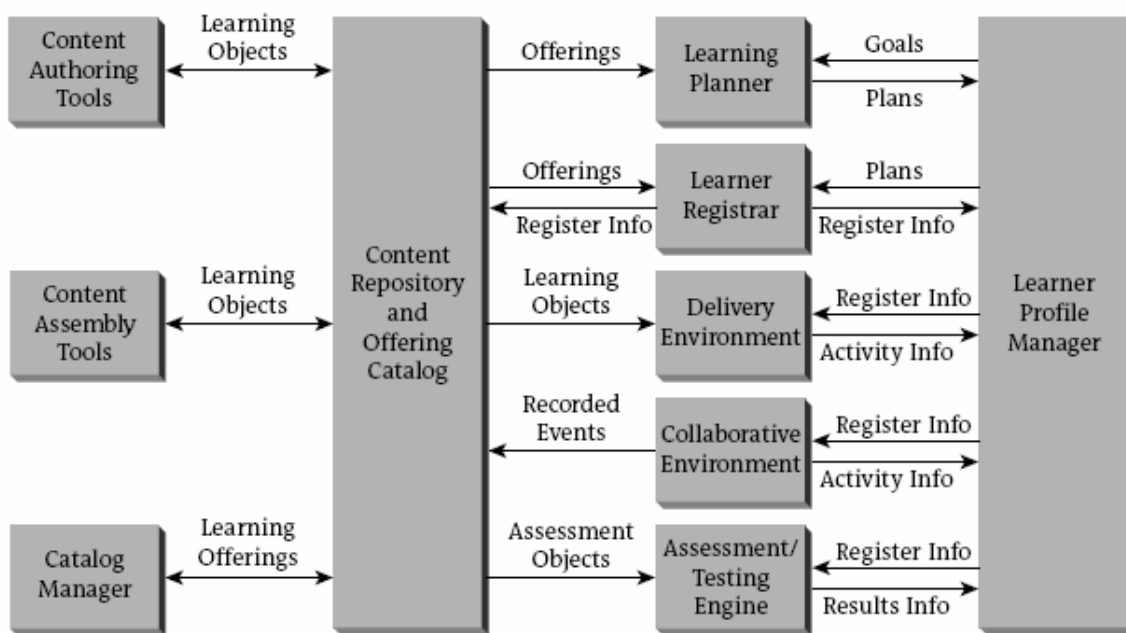 Content
Authoring
Tools
Learning
Objects
Offerings
Learning
Planner
Goals
Plans
Offerings
Register Info
Learner
Registrar
Plans
Register Info
Content
Assembly
Tools
Learning
Objects
Content
Repository
and
Offering
Catalog
Learning
Objects
Delivery
Environment
Register Info
Activity Info
Learner
Profile
Manager
Recorded
Events
Collaborative
Environment
Register Info
Activity Info
Catalog
Manager
Learning
Offerings
Assessment
Objects
Assessment/
Testing
Engine
Register Info
Results Info